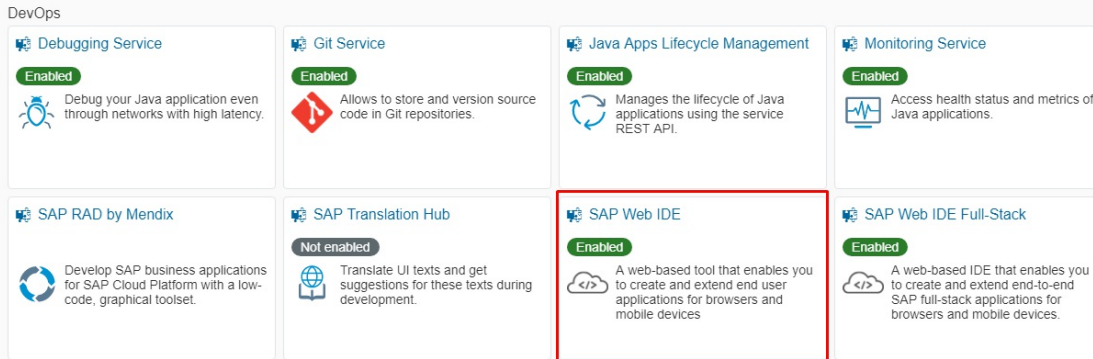 DevOps
Debugging Service
Enabled
Debug your Java application even
through networks with high latency.
Git Service
Enabled
Allows to store and version source
code in Git repositories.
Java Apps Lifecycle Management
Enabled
Manages the lifecycle of Java
applications using the service
REST API.
Monitoring Service
Enabled
Access health status and metrics of
Java applications.
SAP RAD by Mendix
Develop SAP business applications
for SAP Cloud Platform with a low-
code, graphical toolset.
SAP Translation Hub
Not enabled
Translate UI texts and get
suggestions for these texts during
development.
SAP Web IDE
Enabled
A web-based tool that enables you
to create and extend end user
applications for browsers and
mobile devices
SAP Web IDE Full-Stack
Enabled
A web-based IDE that enables you
to create and extend end-to-end
SAP full-stack applications for
browsers and mobile devices.